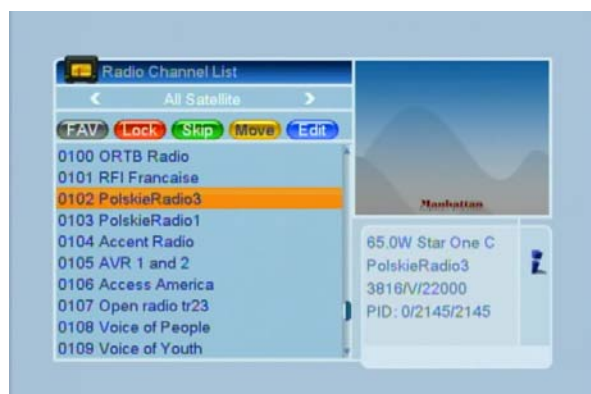 Radio Channel List
All Satellite
FAV Lock Skip Move Edit
0100 ORTB Radio
0101 RFI Francaise
0102 PolskieRadio3
0103 PolskieRadio1
0104 Accent Radio
0105 AVR 1 and 2
0106 Access America
0107 Open radio tr23
0108 Voice of People
0109 Voice of Youth
Manhattan
65.0W Star One C
PolskieRadio3
3816/V/22000
PID: 0/2145/2145